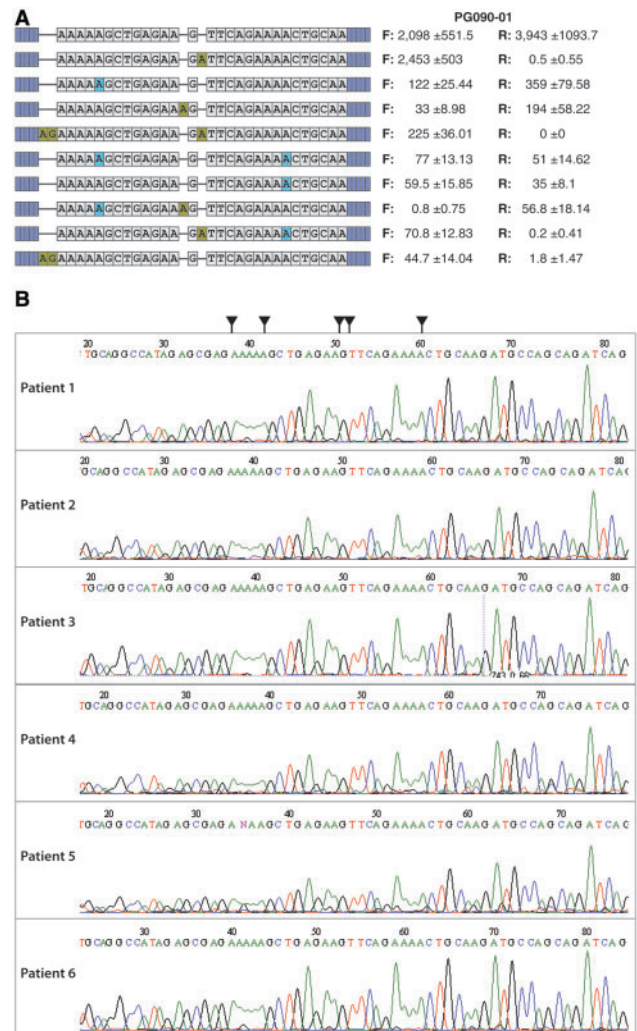 A
PG090-01
AAAAAGCTGAGAA–G–TTCAGAAAACTGCAA F: 2,098 ±551.5 R: 3,943 ±1093.7
AAAAAGCTGAGAA–GATTCAGAAAACTGCAA F: 2,453 ±503 R: 0.5 ±0.55
AAAAAGCTGAGAA–G–TTCAGAAAACTGCAA F: 122 ±25.44 R: 359 ±79.58
AAAAAGCTGAGAAAG–TTCAGAAAACTGCAA F: 33 ±8.98 R: 194 ±58.22
AGAAAAAGCTGAGAA–GATTCAGAAAACTGCAA F: 225 ±36.01 R: 0 ±0
AAAAAGCTGAGAA–G–TTCAGAAAACTGCAA F: 77 ±13.13 R: 51 ±14.62
AAAAAGCTGAGAA–G–TTCAGAAAACTGCAA F: 59.5 ±15.85 R: 35 ±8.1
AAAAAGCTGAGAAAG–TTCAGAAAACTGCAA F: 0.8 ±0.75 R: 56.8 ±18.14
AAAAAGCTGAGAA–GATTCAGAAAACTGCAA F: 70.8 ±12.83 R: 0.2 ±0.41
AGAAAAAGCTGAGAA–G–TTCAGAAAACTGCAA F: 44.7 ±14.04 R: 1.8 ±1.47
B
20 30 40 50 60 70 80
TGCAGGCCATAGAGCGAGAAAAAGCTGAGAAGTTCAGAAAACTGCAAGATGCCAGCAGATCAG
Patient 1
20 30 40 50 60 70 80
GCAGGCCATAGAGCGAGAAAAAGCTGAGAAGTTCAGAAAACTGCAAGATGCCAGCAGATCAG
Patient 2
20 30 40 50 60 70 80
TGCAGGCCATAGAGCGAGAAAAAGCTGAGAAGTTCAGAAAACTGCAAGATGCCAGCAGATCAG
Patient 3
20 30 40 50 60 70
TGCAGGCCATAGAGCGAGAAAAAGCTGAGAAGTTCAGAAAACTGCAAGATGCCAGCAGATCAG
Patient 4
20 30 40 50 60 70
TGCAGGCCATAGAGCGAGANAAGCTGAGAAGTTCAGAAAACTGCAAGATGCCAGCAGATCAG
Patient 5
30 40 50 60 70 80
TGCAGGCCATAGAGCGAGAAAAAGCTGAGAAGTTCAGAAAACTGCAAGATGCCAGCAGATCAG
Patient 6